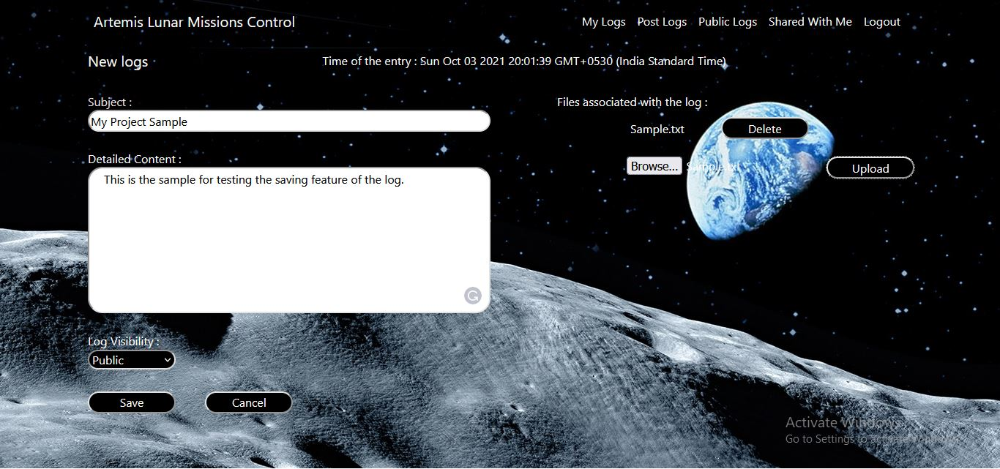 Artemis Lunar Missions Control
My Logs Post Logs Public Logs Shared With Me Logout
New logs
Time of the entry : Sun Oct 03 2021 20:01:39 GMT+0530 (India Standard Time)
Subject :
My Project Sample
Files associated with the log :
Sample.txt Delete
Browse... Sample.txt Upload
Detailed Content :
This is the sample for testing the saving feature of the log.
Log Visibility :
Public
Save Cancel
Activate Windows
Go to Settings to activate Windows.